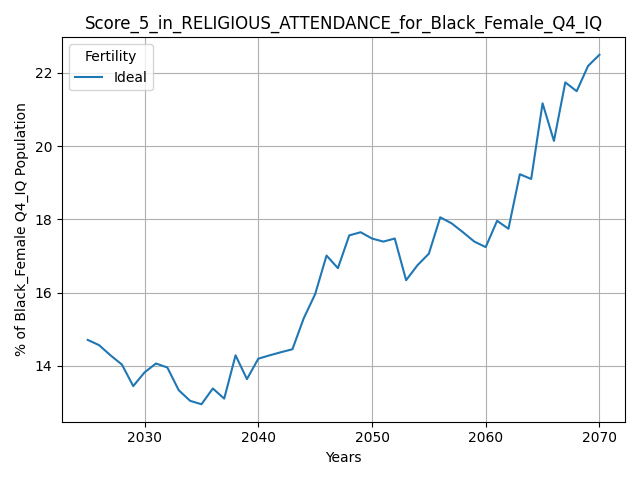 Score_5_in_RELIGIOUS_ATTENDANCE_for_Black_Female_Q4_IQ
Fertility
Ideal
% of Black_Female Q4_IQ Population
22
20
18
16
14
2030 2040 2050 2060 2070
Years